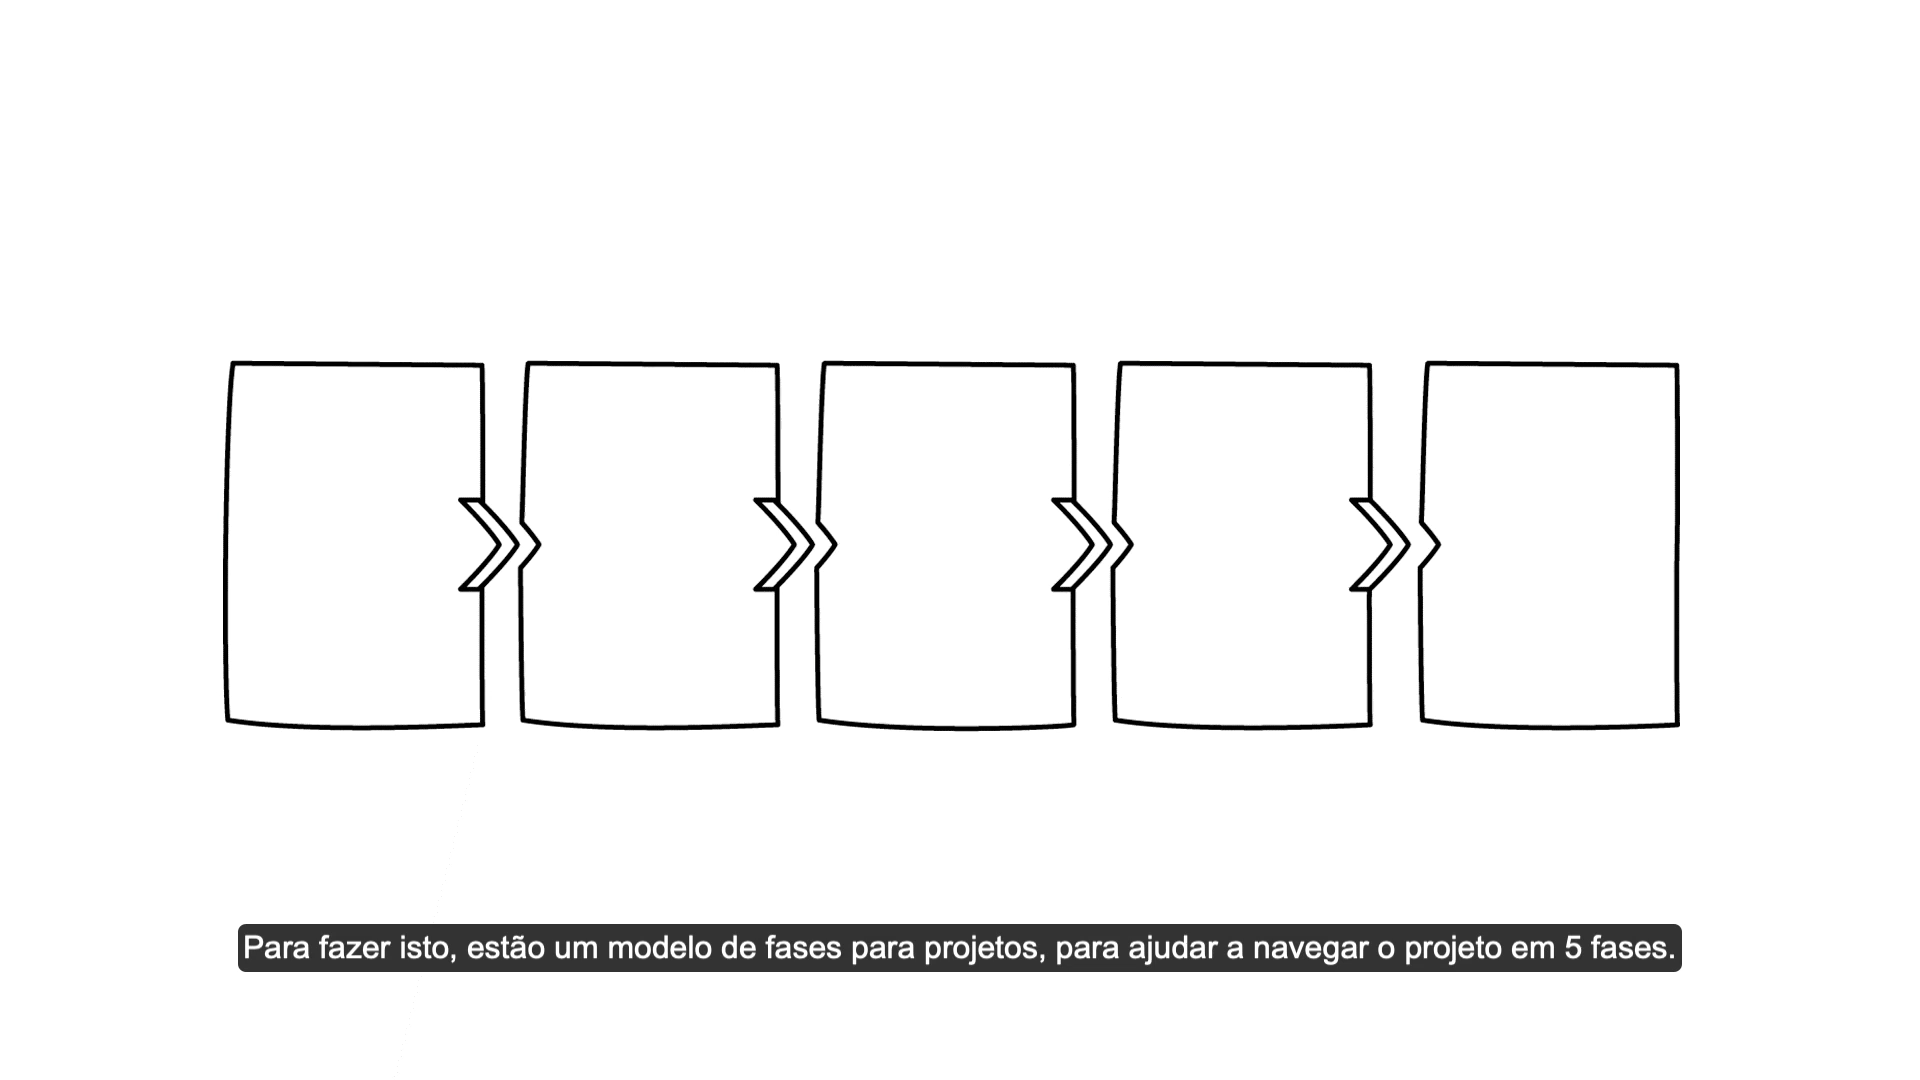 Para fazer isto, estão um modelo de fases para projetos, para ajudar a navegar o projeto em 5 fases.